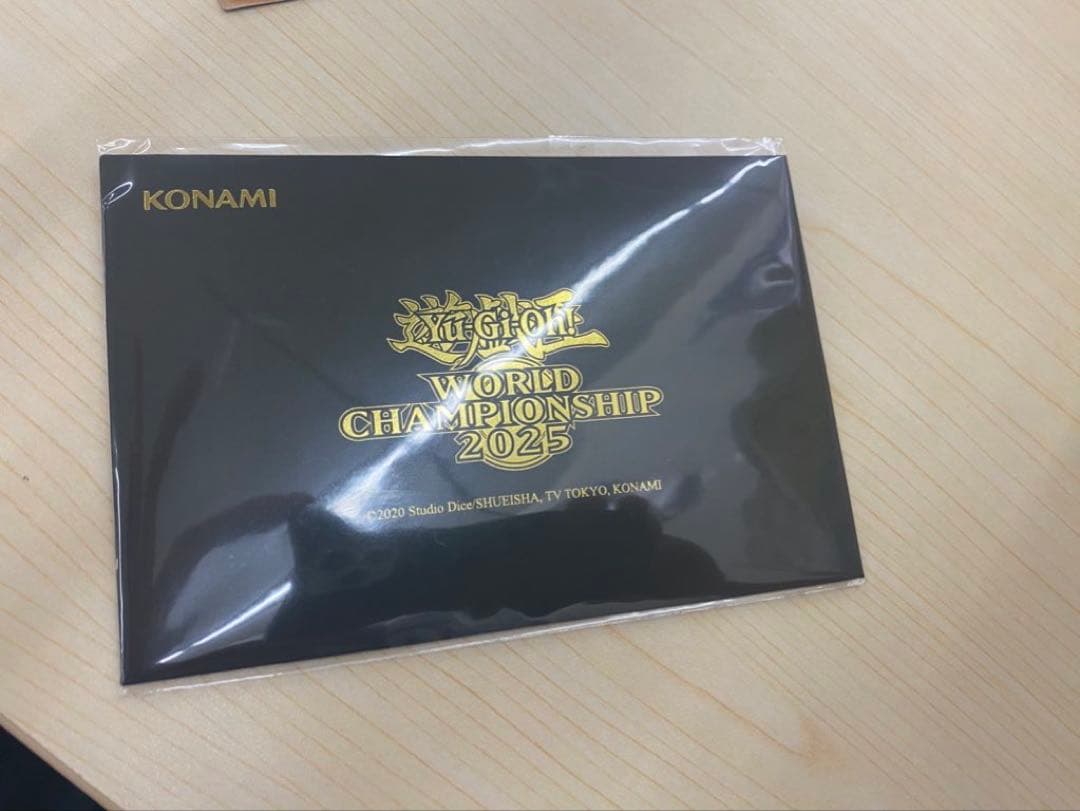 KONAMI
遊戯王
Yu-Gi-Oh!
WORLD
CHAMPIONSHIP
2025
©2020 Studio Dice/SHUEISHA, TV TOKYO, KONAMI